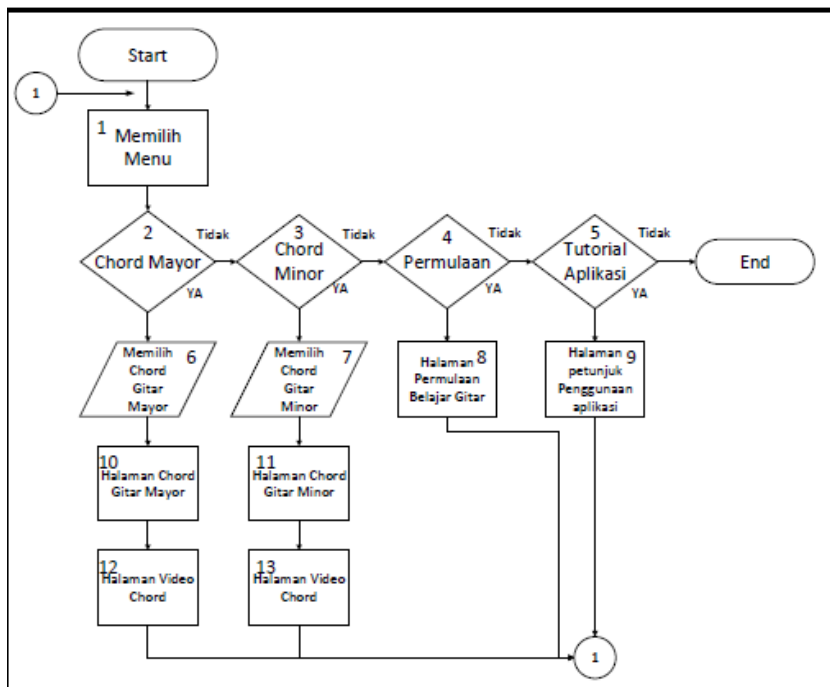 Start
1
1
Memilih
Menu
2
Chord Mayor
Tidak
YA
3
Chord
Minor
Tidak
YA
4
Permulaan
Tidak
YA
5
Tutorial
Aplikasi
Tidak
YA
End
Memilih 6
Chord
Gitar
Mayor
Memilih 7
Chord
Gitar
Minor
Halaman 8
Permulaan
Belajar Gitar
Halaman 9
petunjuk
Penggunaan
aplikasi
10
Halaman Chord
Gitar Mayor
11
Halaman Chord
Gitar Minor
12
Halaman Video
Chord
13
Halaman Video
Chord
1